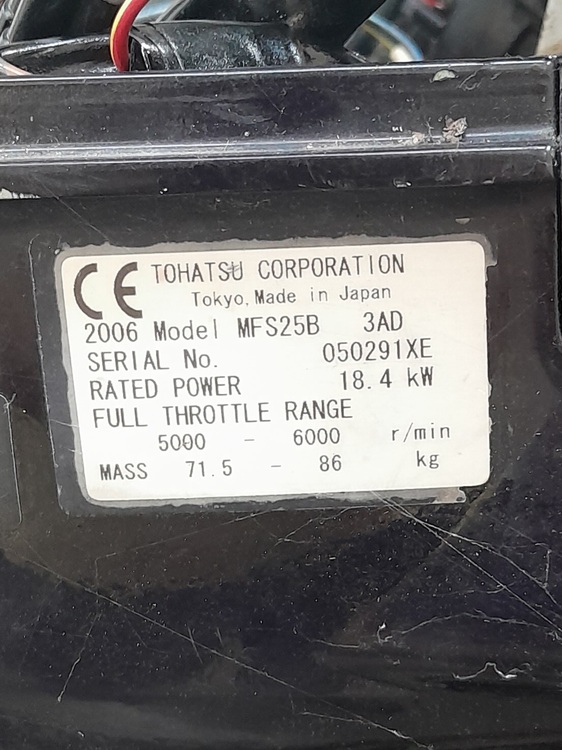 CE TOHATSU CORPORATION
Tokyo, Made in Japan
2006 Model MFS25B 3AD
SERIAL No. 050291XE
RATED POWER 18.4 kW
FULL THROTTLE RANGE
5000 - 6000 r/min
MASS 71.5 - 86 kg